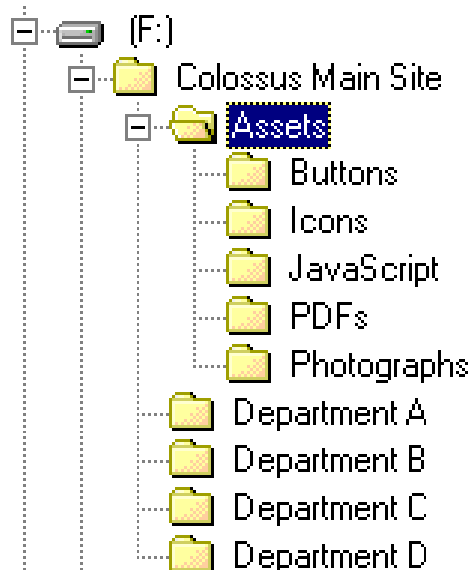 (F:)
Colossus Main Site
Assets
Buttons
Icons
JavaScript
PDFs
Photographs
Department A
Department B
Department C
Department D